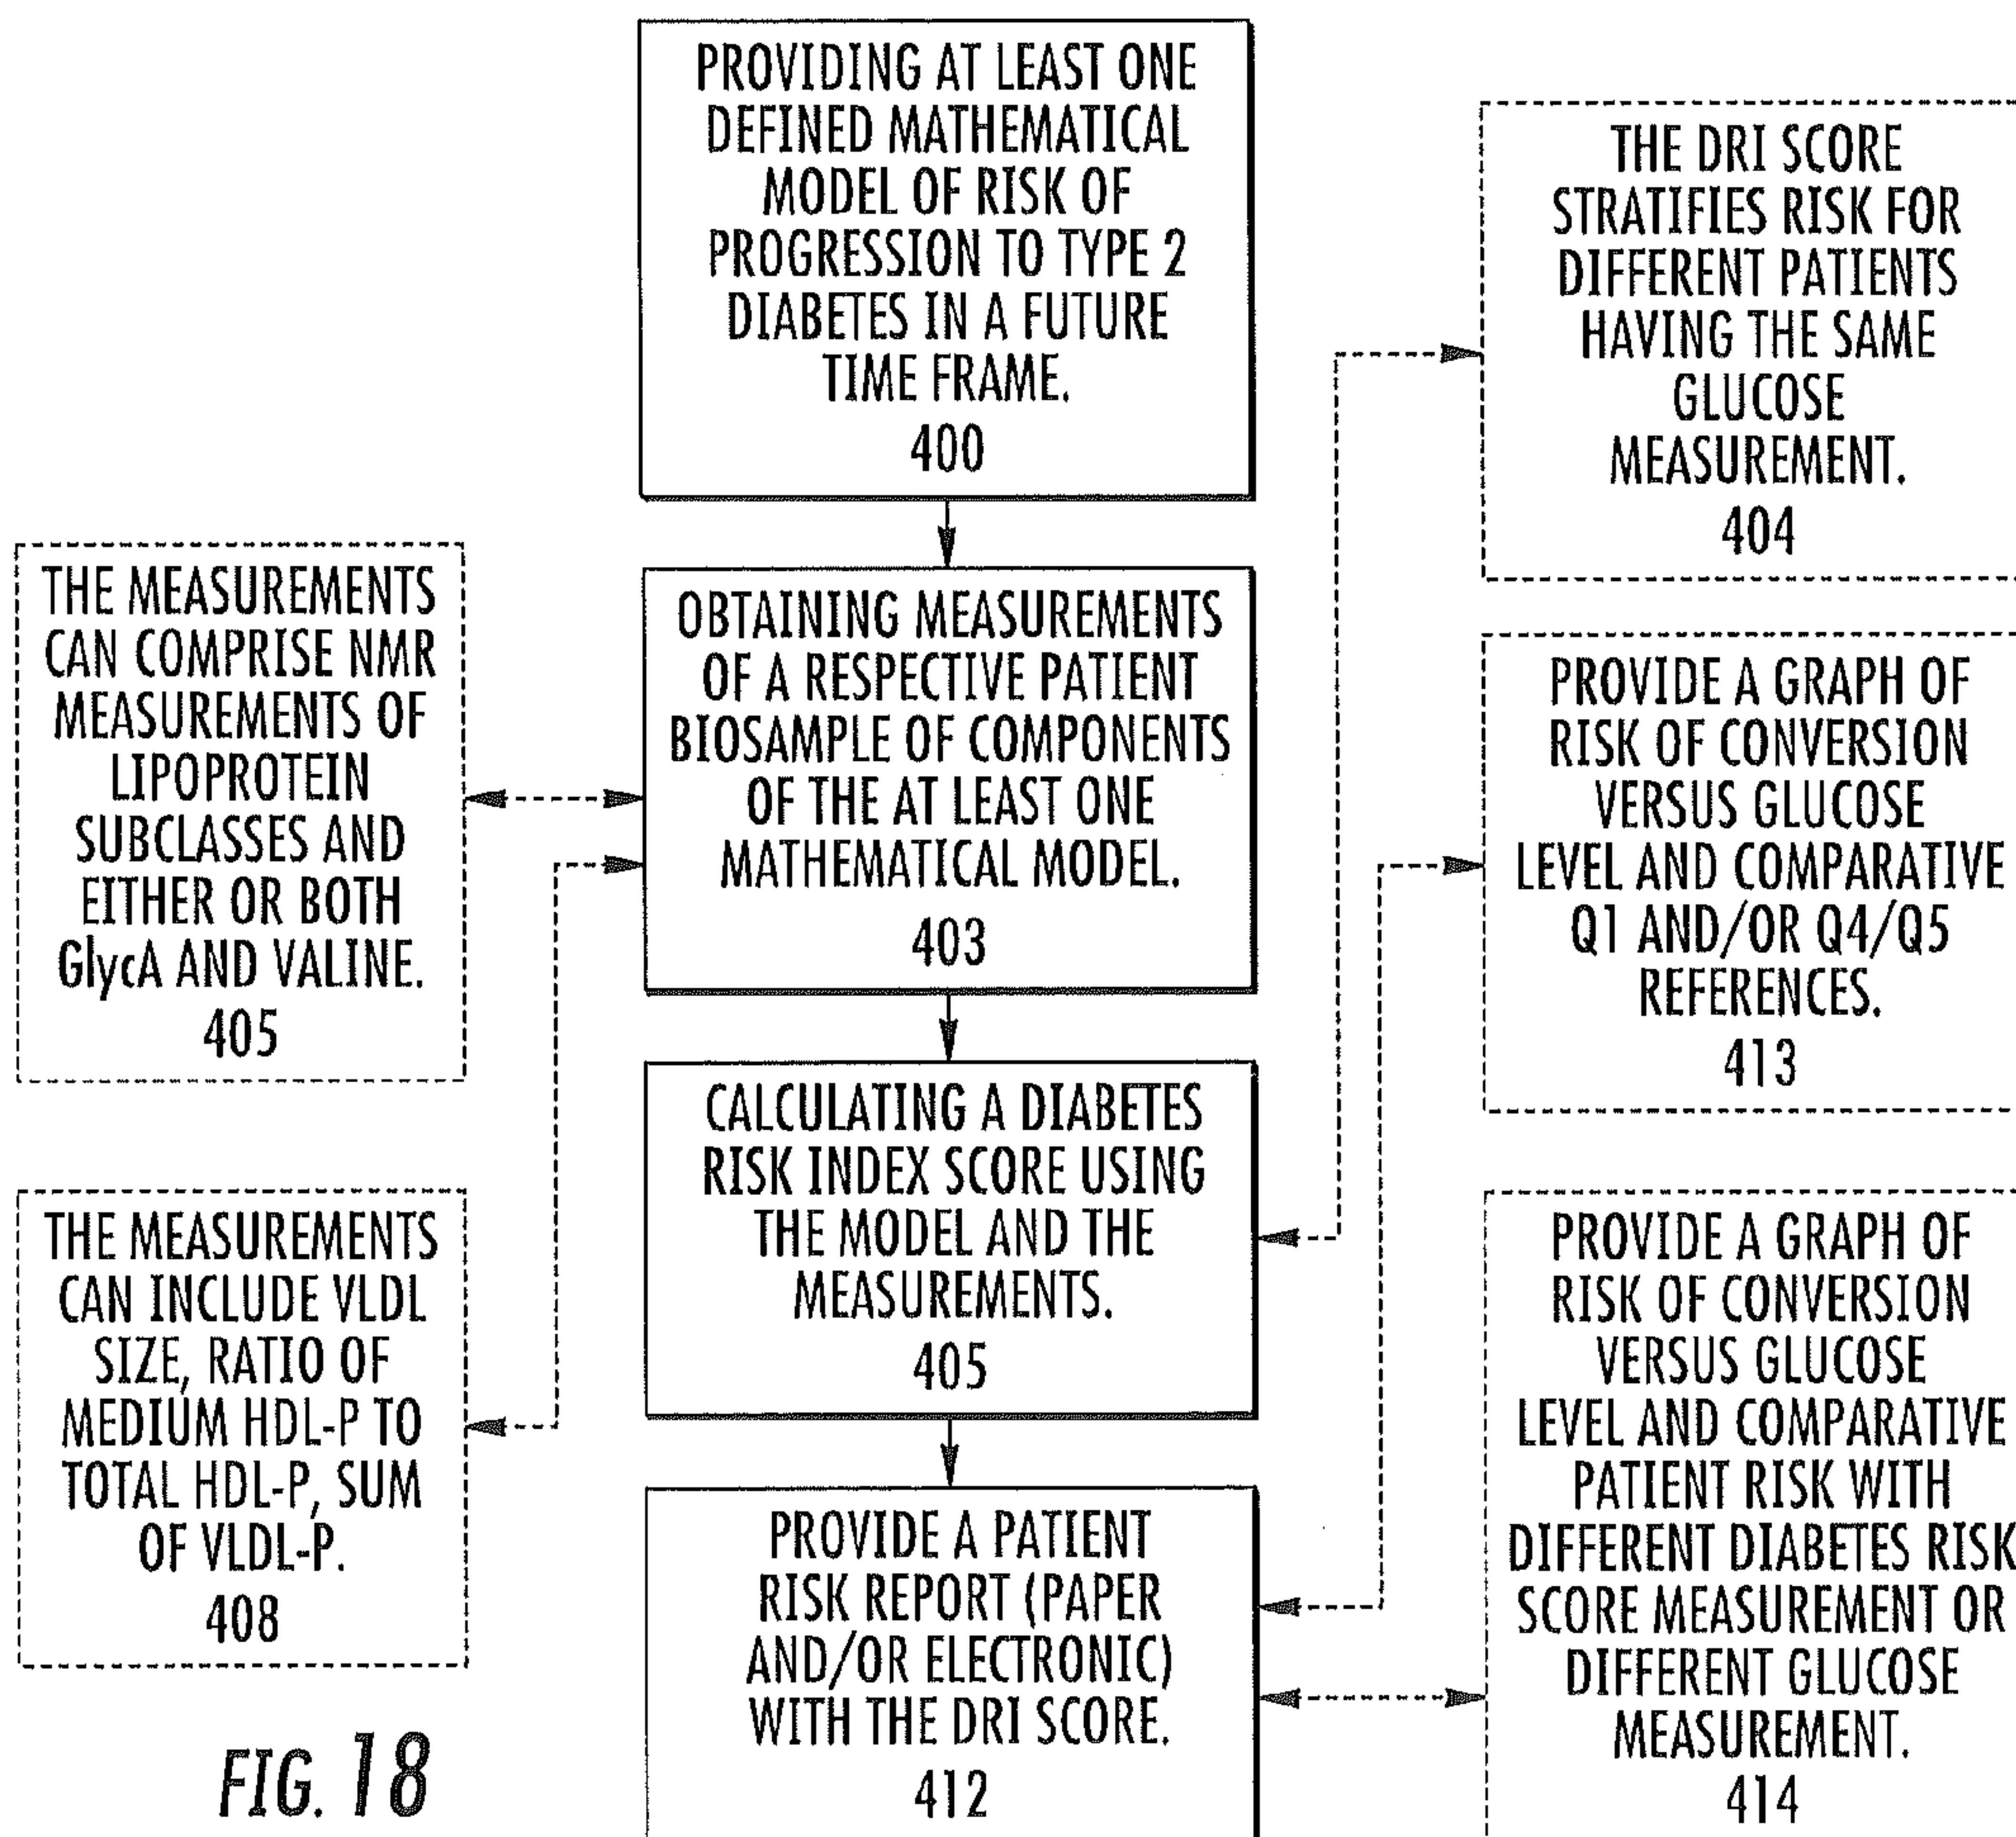 PROVIDING AT LEAST ONE
DEFINED MATHEMATICAL
MODEL OF RISK OF
PROGRESSION TO TYPE 2
DIABETES IN A FUTURE
TIME FRAME.
400
THE DRI SCORE
STRATIFIES RISK FOR
DIFFERENT PATIENTS
HAVING THE SAME
GLUCOSE
MEASUREMENT.
404
THE MEASUREMENTS
CAN COMPRISE NMR
MEASUREMENTS OF
LIPOPROTEIN
SUBCLASSES AND
EITHER OR BOTH
GlycA AND VALINE.
405
OBTAINING MEASUREMENTS
OF A RESPECTIVE PATIENT
BIOSAMPLE OF COMPONENTS
OF THE AT LEAST ONE
MATHEMATICAL MODEL.
403
PROVIDE A GRAPH OF
RISK OF CONVERSION
VERSUS GLUCOSE
LEVEL AND COMPARATIVE
Q1 AND/OR Q4/Q5
REFERENCES.
413
CALCULATING A DIABETES
RISK INDEX SCORE USING
THE MODEL AND THE
MEASUREMENTS.
405
THE MEASUREMENTS
CAN INCLUDE VLDL
SIZE, RATIO OF
MEDIUM HDL-P TO
TOTAL HDL-P, SUM
OF VLDL-P.
408
PROVIDE A GRAPH OF
RISK OF CONVERSION
VERSUS GLUCOSE
LEVEL AND COMPARATIVE
PATIENT RISK WITH
DIFFERENT DIABETES RISK
SCORE MEASUREMENT OR
DIFFERENT GLUCOSE
MEASUREMENT.
414
PROVIDE A PATIENT
RISK REPORT (PAPER
AND/OR ELECTRONIC)
WITH THE DRI SCORE.
412
FIG. 18